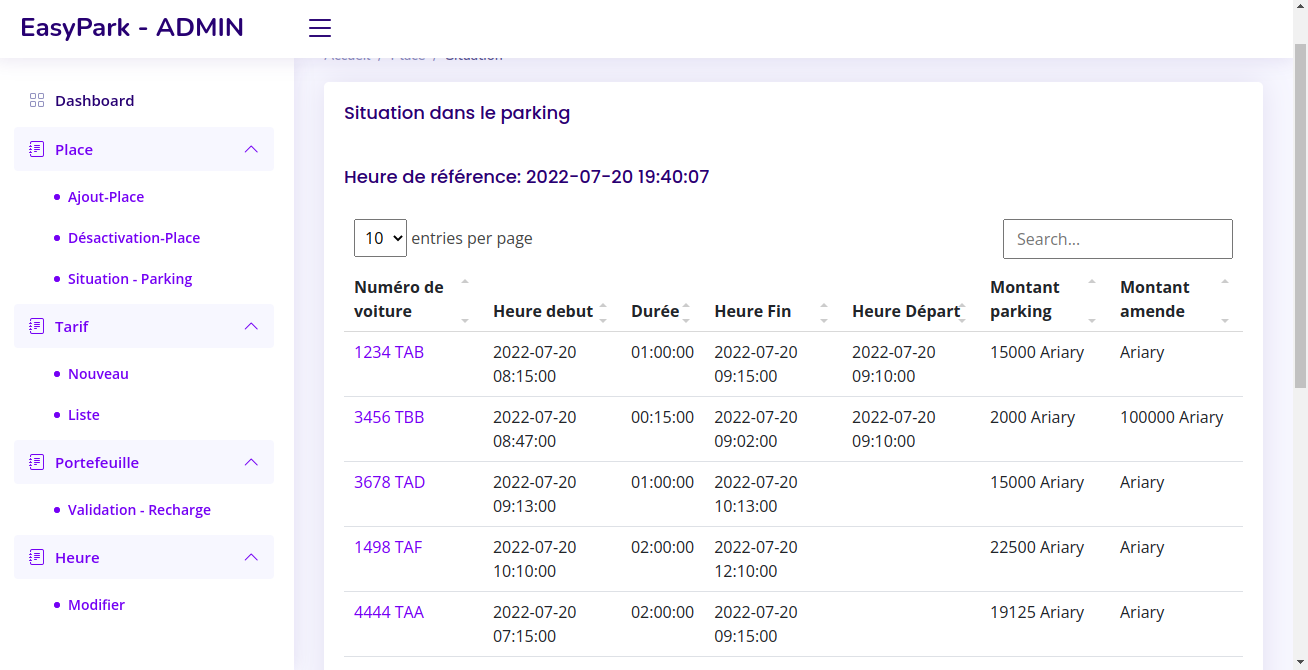 EasyPark - ADMIN
Accueil / Place / Situation
Dashboard
Place
Ajout-Place
Désactivation-Place
Situation - Parking
Tarif
Nouveau
Liste
Portefeuille
Validation - Recharge
Heure
Modifier
Situation dans le parking
Heure de référence: 2022-07-20 19:40:07
10 entries per page
Search...
Numéro de voiture Heure debut Durée Heure Fin Heure Départ Montant parking Montant amende
1234 TAB 2022-07-20 08:15:00 01:00:00 2022-07-20 09:15:00 2022-07-20 09:10:00 15000 Ariary Ariary
3456 TBB 2022-07-20 08:47:00 00:15:00 2022-07-20 09:02:00 2022-07-20 09:10:00 2000 Ariary 100000 Ariary
3678 TAD 2022-07-20 09:13:00 01:00:00 2022-07-20 10:13:00 15000 Ariary Ariary
1498 TAF 2022-07-20 10:10:00 02:00:00 2022-07-20 12:10:00 22500 Ariary Ariary
4444 TAA 2022-07-20 07:15:00 02:00:00 2022-07-20 09:15:00 19125 Ariary Ariary